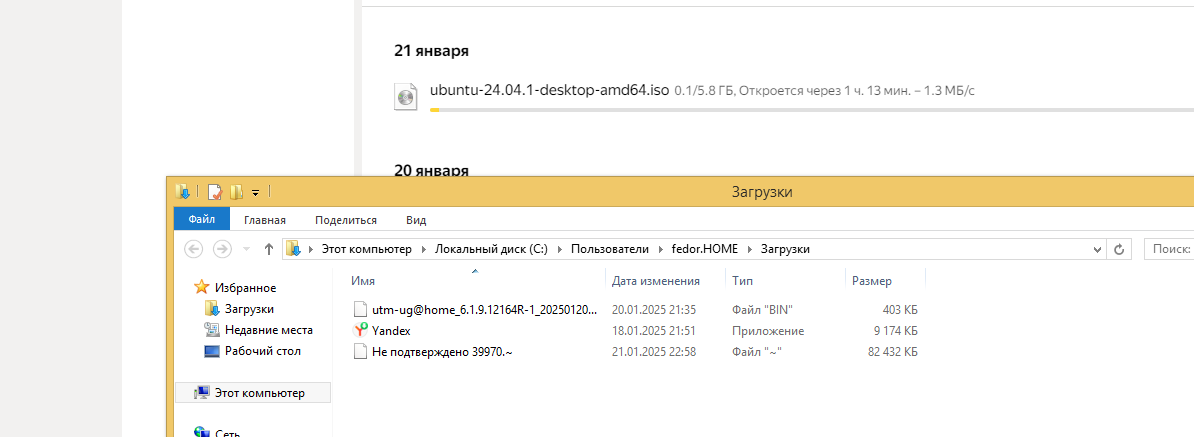 21 января
ubuntu-24.04.1-desktop-amd64.iso 0.1/5.8 ГБ, Откроется через 1 ч. 13 мин. – 1.3 МБ/с
20 января
Загрузки
Файл Главная Поделиться Вид
Этот компьютер Локальный диск (C:) Пользователи fedor.HOME Загрузки Поиск:
Имя Дата изменения Тип Размер
Избранное
Загрузки
Недавние места
Рабочий стол
Этот компьютер
Сеть
utm-ug@home_6.1.9.12164R-1_20250120... 20.01.2025 21:35 Файл "BIN" 403 КБ
Yandex 18.01.2025 21:51 Приложение 9 174 КБ
Не подтверждено 39970.~ 21.01.2025 22:58 Файл "~" 82 432 КБ